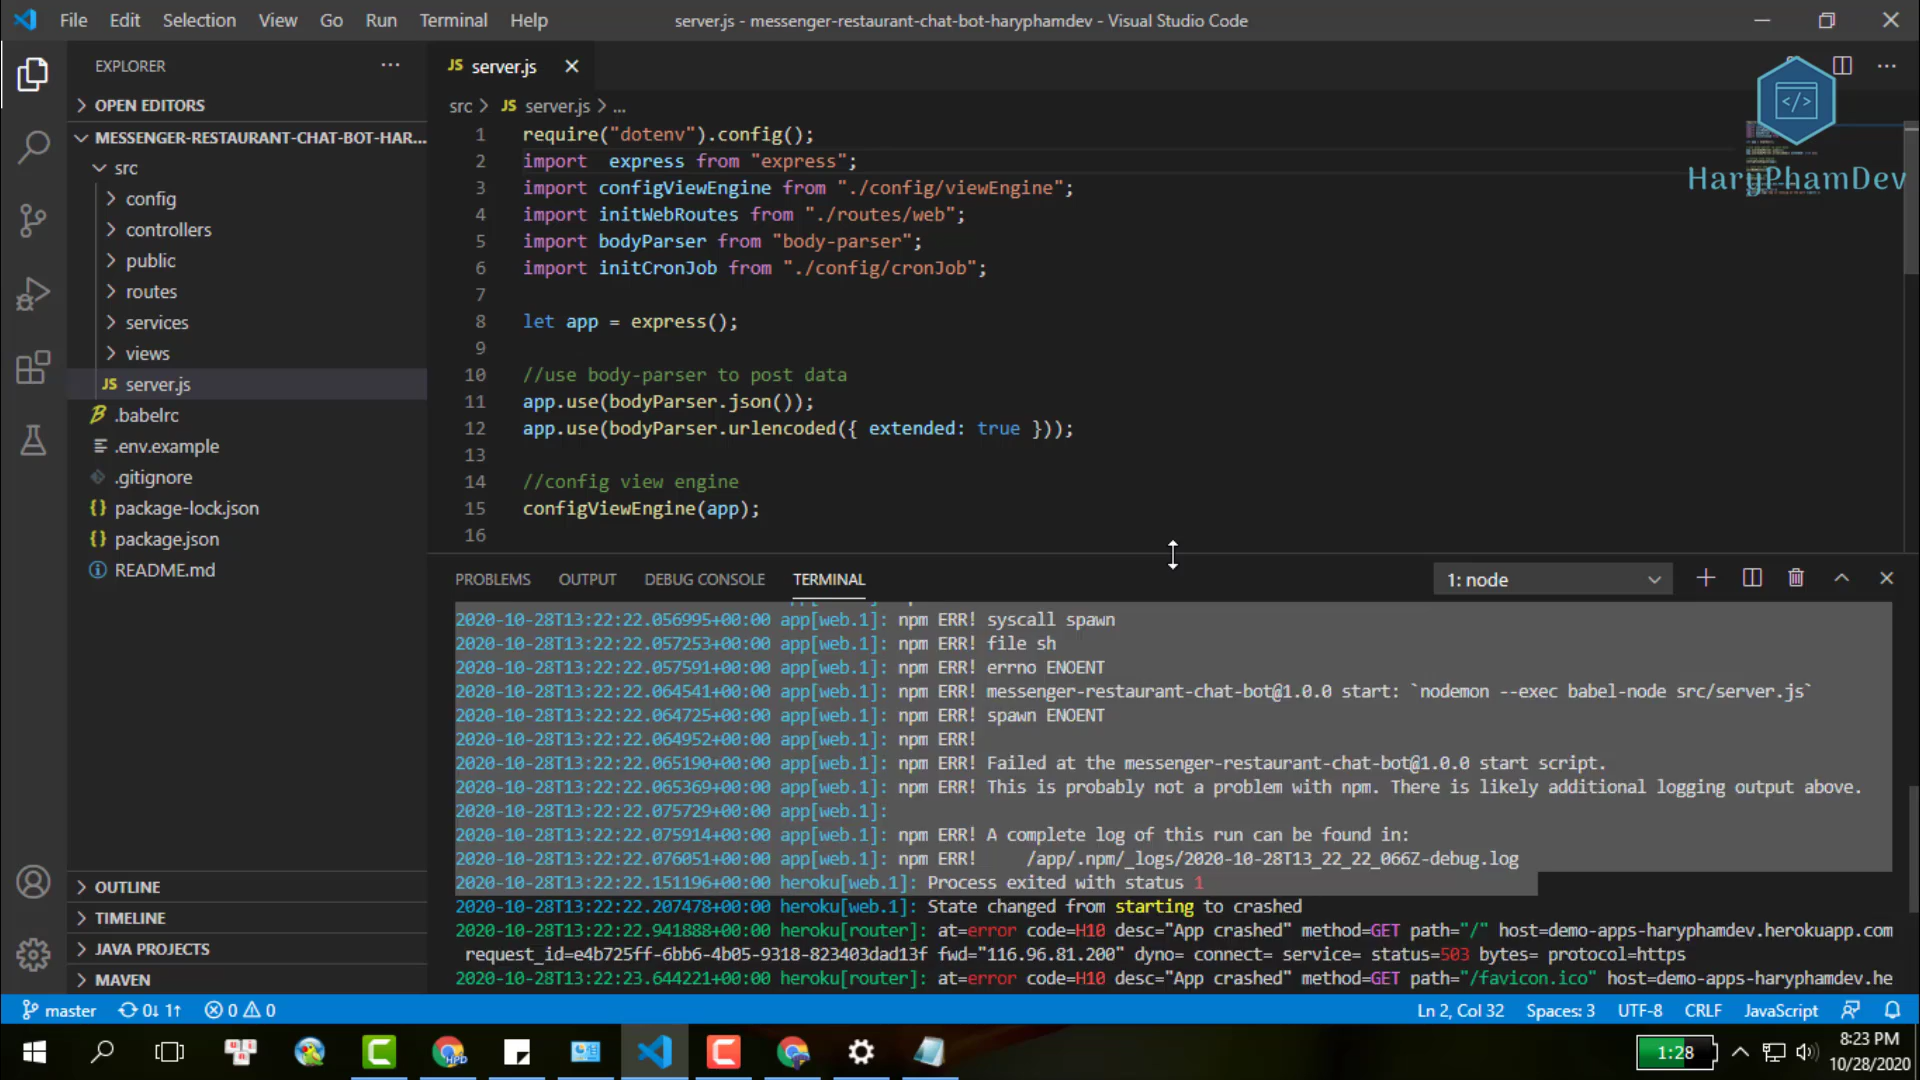 File Edit Selection View Go Run Terminal Help
server.js - messenger-restaurant-chat-bot-haryphamdev - Visual Studio Code
EXPLORER
OPEN EDITORS
MESSENGER-RESTAURANT-CHAT-BOT-HAR...
src
config
controllers
public
routes
services
views
JS server.js
.babelrc
.env.example
.gitignore
{} package-lock.json
{} package.json
README.md
OUTLINE
TIMELINE
JAVA PROJECTS
MAVEN
JS server.js
src > JS server.js > ...
1 require("dotenv").config();
2 import  express from "express";
3 import configViewEngine from "./config/viewEngine";
4 import initWebRoutes from "./routes/web";
5 import bodyParser from "body-parser";
6 import initCronJob from "./config/cronJob";
7
8 let app = express();
9
10 //use body-parser to post data
11 app.use(bodyParser.json());
12 app.use(bodyParser.urlencoded({ extended: true }));
13
14 //config view engine
15 configViewEngine(app);
16
</>
HaryPhamDev
PROBLEMS OUTPUT DEBUG CONSOLE TERMINAL
1: node
2020-10-28T13:22:22.056995+00:00 app[web.1]: npm ERR! syscall spawn
2020-10-28T13:22:22.057253+00:00 app[web.1]: npm ERR! file sh
2020-10-28T13:22:22.057591+00:00 app[web.1]: npm ERR! errno ENOENT
2020-10-28T13:22:22.064541+00:00 app[web.1]: npm ERR! messenger-restaurant-chat-bot@1.0.0 start: `nodemon --exec babel-node src/server.js`
2020-10-28T13:22:22.064725+00:00 app[web.1]: npm ERR! spawn ENOENT
2020-10-28T13:22:22.064952+00:00 app[web.1]: npm ERR!
2020-10-28T13:22:22.065190+00:00 app[web.1]: npm ERR! Failed at the messenger-restaurant-chat-bot@1.0.0 start script.
2020-10-28T13:22:22.065369+00:00 app[web.1]: npm ERR! This is probably not a problem with npm. There is likely additional logging output above.
2020-10-28T13:22:22.075729+00:00 app[web.1]:
2020-10-28T13:22:22.075914+00:00 app[web.1]: npm ERR! A complete log of this run can be found in:
2020-10-28T13:22:22.076051+00:00 app[web.1]: npm ERR!     /app/.npm/_logs/2020-10-28T13_22_22_066Z-debug.log
2020-10-28T13:22:22.151196+00:00 heroku[web.1]: Process exited with status 1
2020-10-28T13:22:22.207478+00:00 heroku[web.1]: State changed from starting to crashed
2020-10-28T13:22:22.941888+00:00 heroku[router]: at=error code=H10 desc="App crashed" method=GET path="/" host=demo-apps-haryphamdev.herokuapp.com
request_id=e4b725ff-6bb6-4b05-9318-823403dad13f fwd="116.96.81.200" dyno= connect= service= status=503 bytes= protocol=https
2020-10-28T13:22:23.644221+00:00 heroku[router]: at=error code=H10 desc="App crashed" method=GET path="/favicon.ico" host=demo-apps-haryphamdev.he
master 0↓ 1↑ 0 0
Ln 2, Col 32 Spaces: 3 UTF-8 CRLF JavaScript
1:28
8:23 PM
10/28/2020